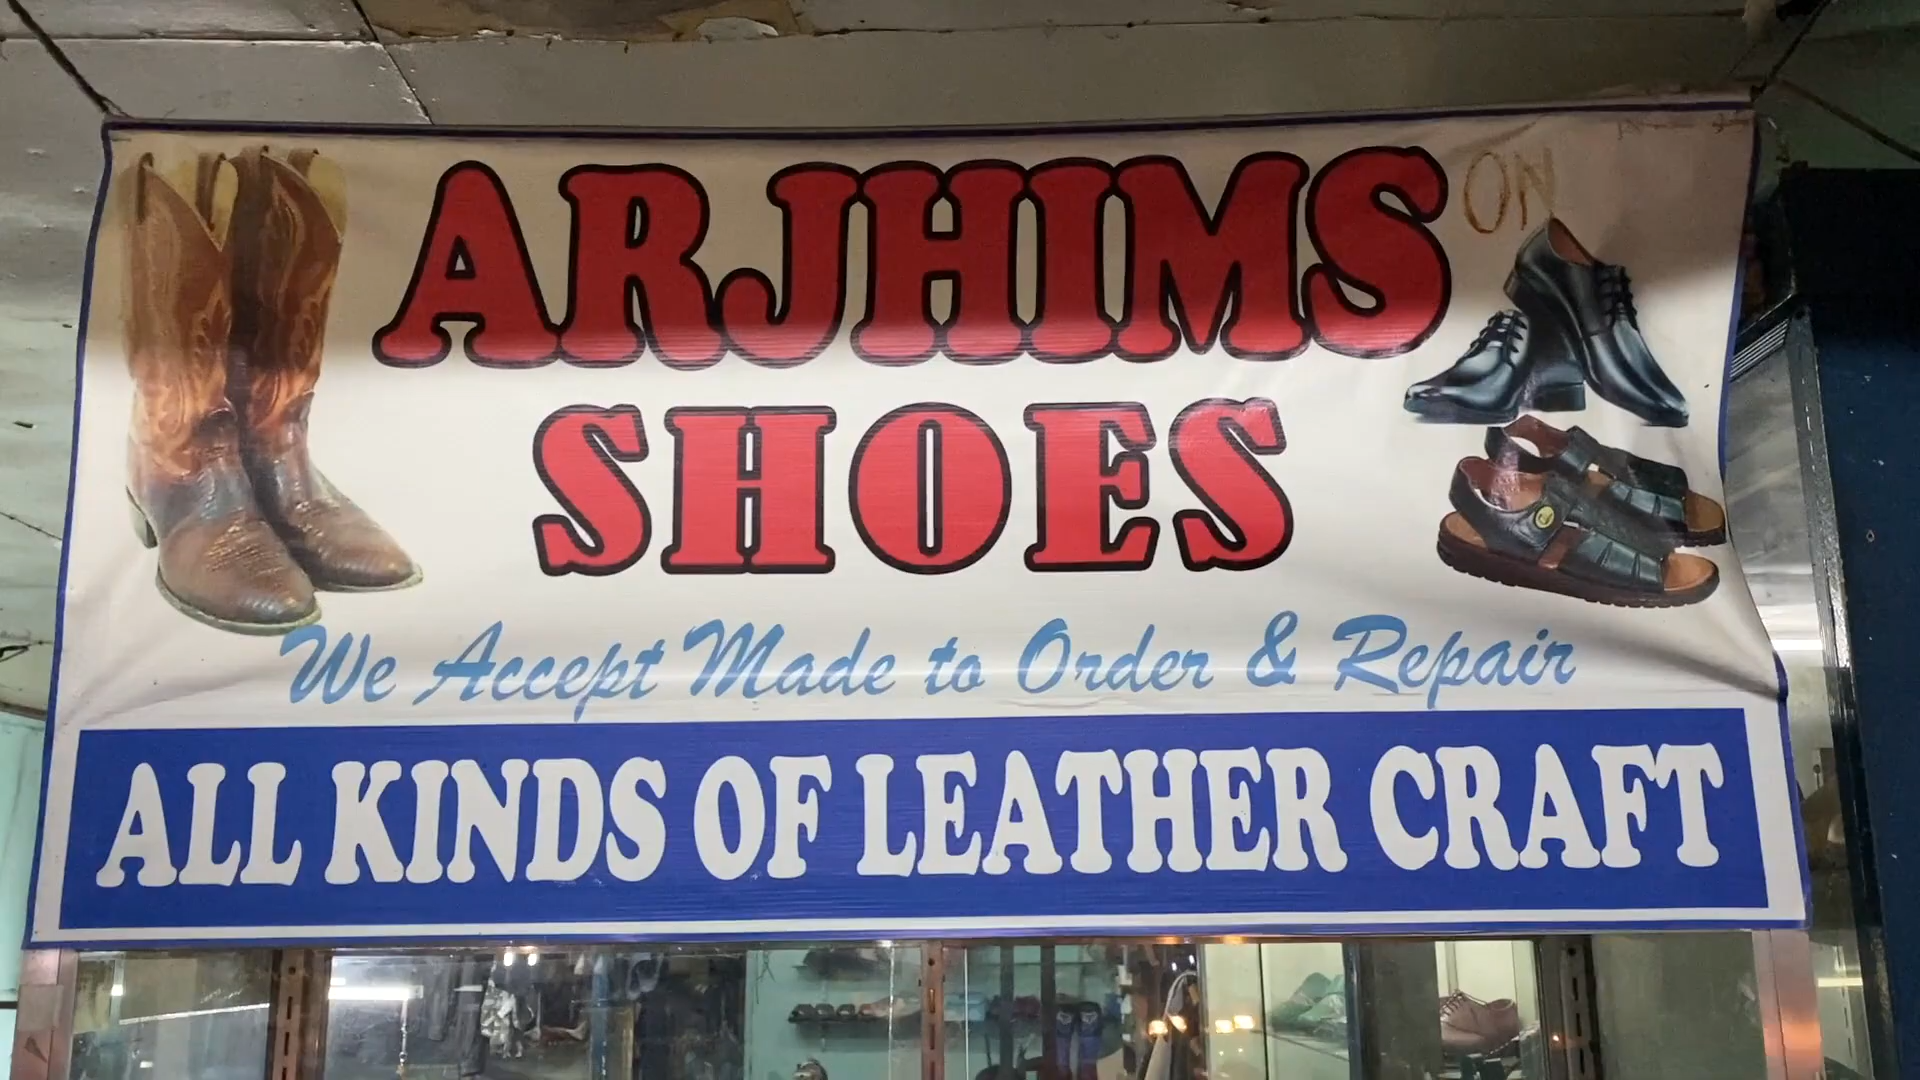 ARJHIMS ON
SHOES
We Accept Made to Order & Repair
ALL KINDS OF LEATHER CRAFT